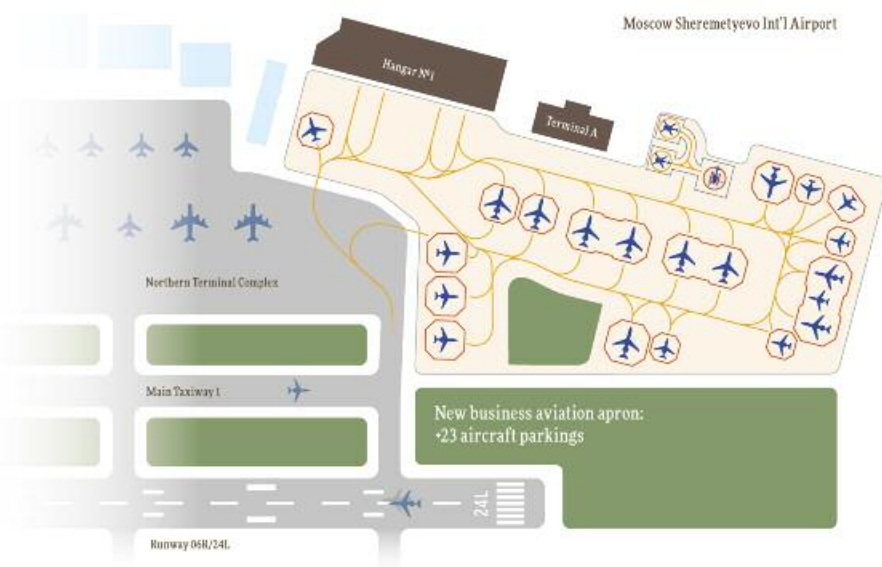 Moscow Sheremetyevo Int'l Airport
Hangar №1
Terminal A
Northern Terminal Complex
Main Taxiway 1
New business aviation apron:
+23 aircraft parkings
24L
Runway 06R/24L